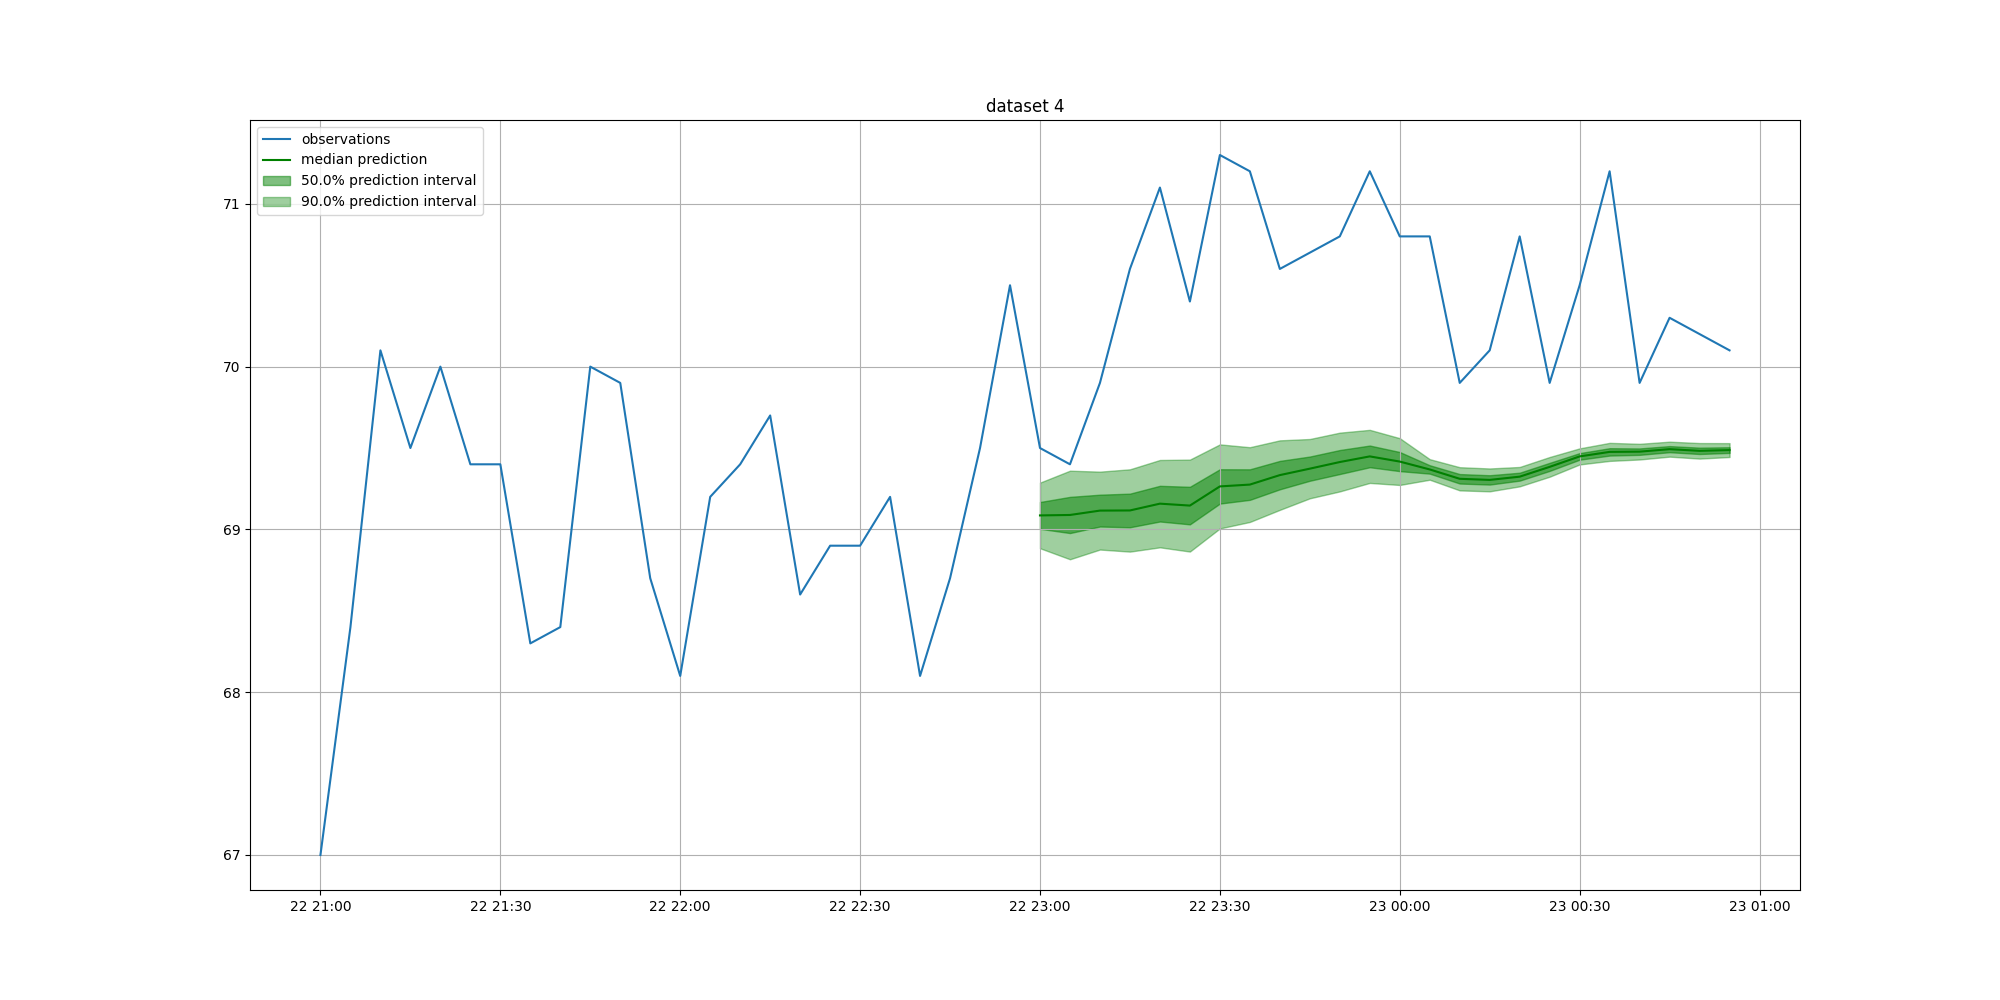 dataset 4
observations
median prediction
50.0% prediction interval
90.0% prediction interval
71
70
69
68
67
22 21:00 22 21:30 22 22:00 22 22:30 22 23:00 22 23:30 23 00:00 23 00:30 23 01:00